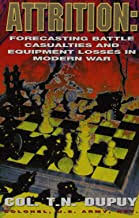 ATTRITION:
FORECASTING BATTLE
CASUALTIES AND
EQUIPMENT LOSSES IN
MODERN WAR
COL. T.N. DUPUY
COLONEL, U.S. ARMY,